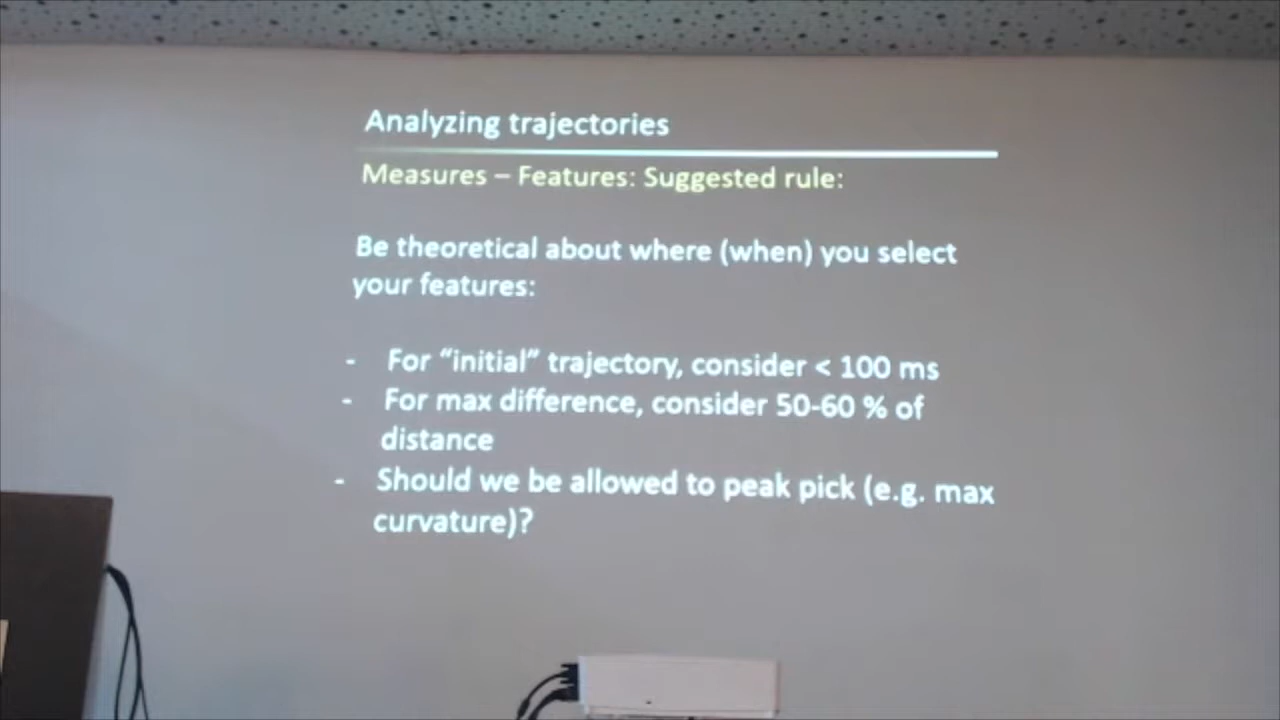 Analyzing trajectories
Measures – Features: Suggested rule:
Be theoretical about where (when) you select
your features:
- For “initial” trajectory, consider < 100 ms
- For max difference, consider 50-60 % of
distance
- Should we be allowed to peak pick (e.g. max
curvature)?